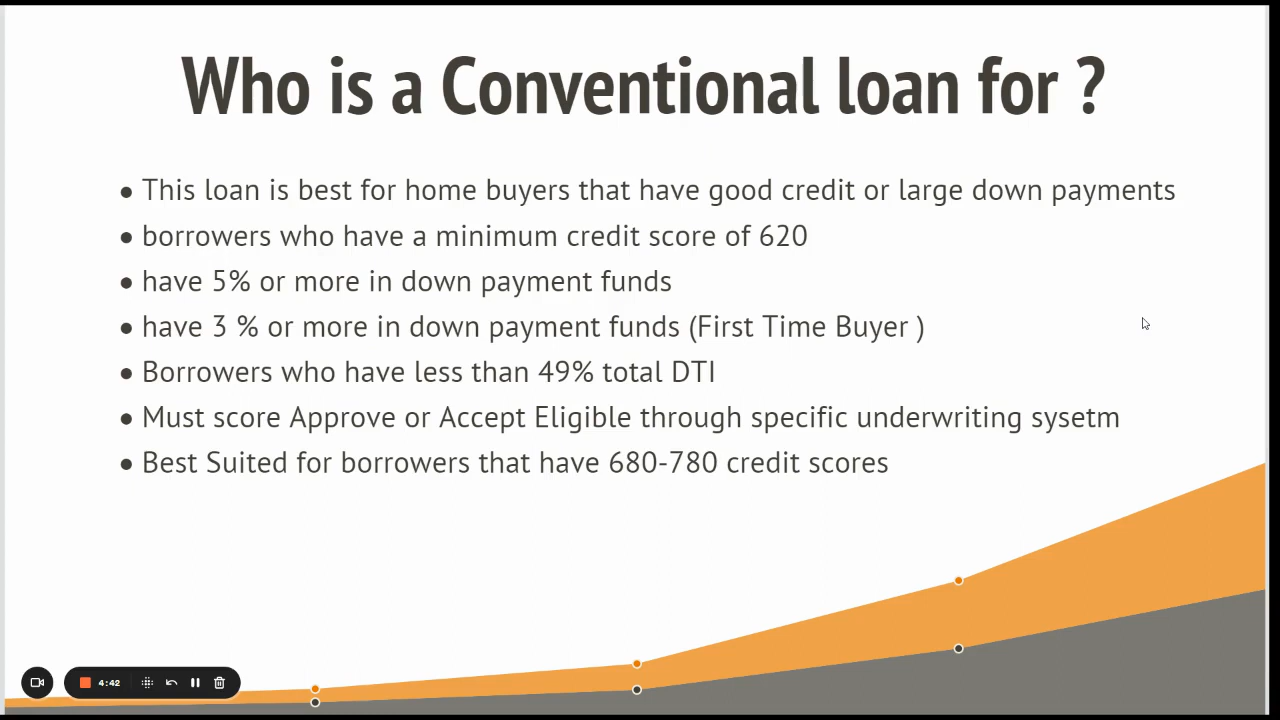 Who is a Conventional loan for ?
• This loan is best for home buyers that have good credit or large down payments
• borrowers who have a minimum credit score of 620
• have 5% or more in down payment funds
• have 3 % or more in down payment funds (First Time Buyer )
• Borrowers who have less than 49% total DTI
• Must score Approve or Accept Eligible through specific underwriting sysetm
• Best Suited for borrowers that have 680-780 credit scores
4:42